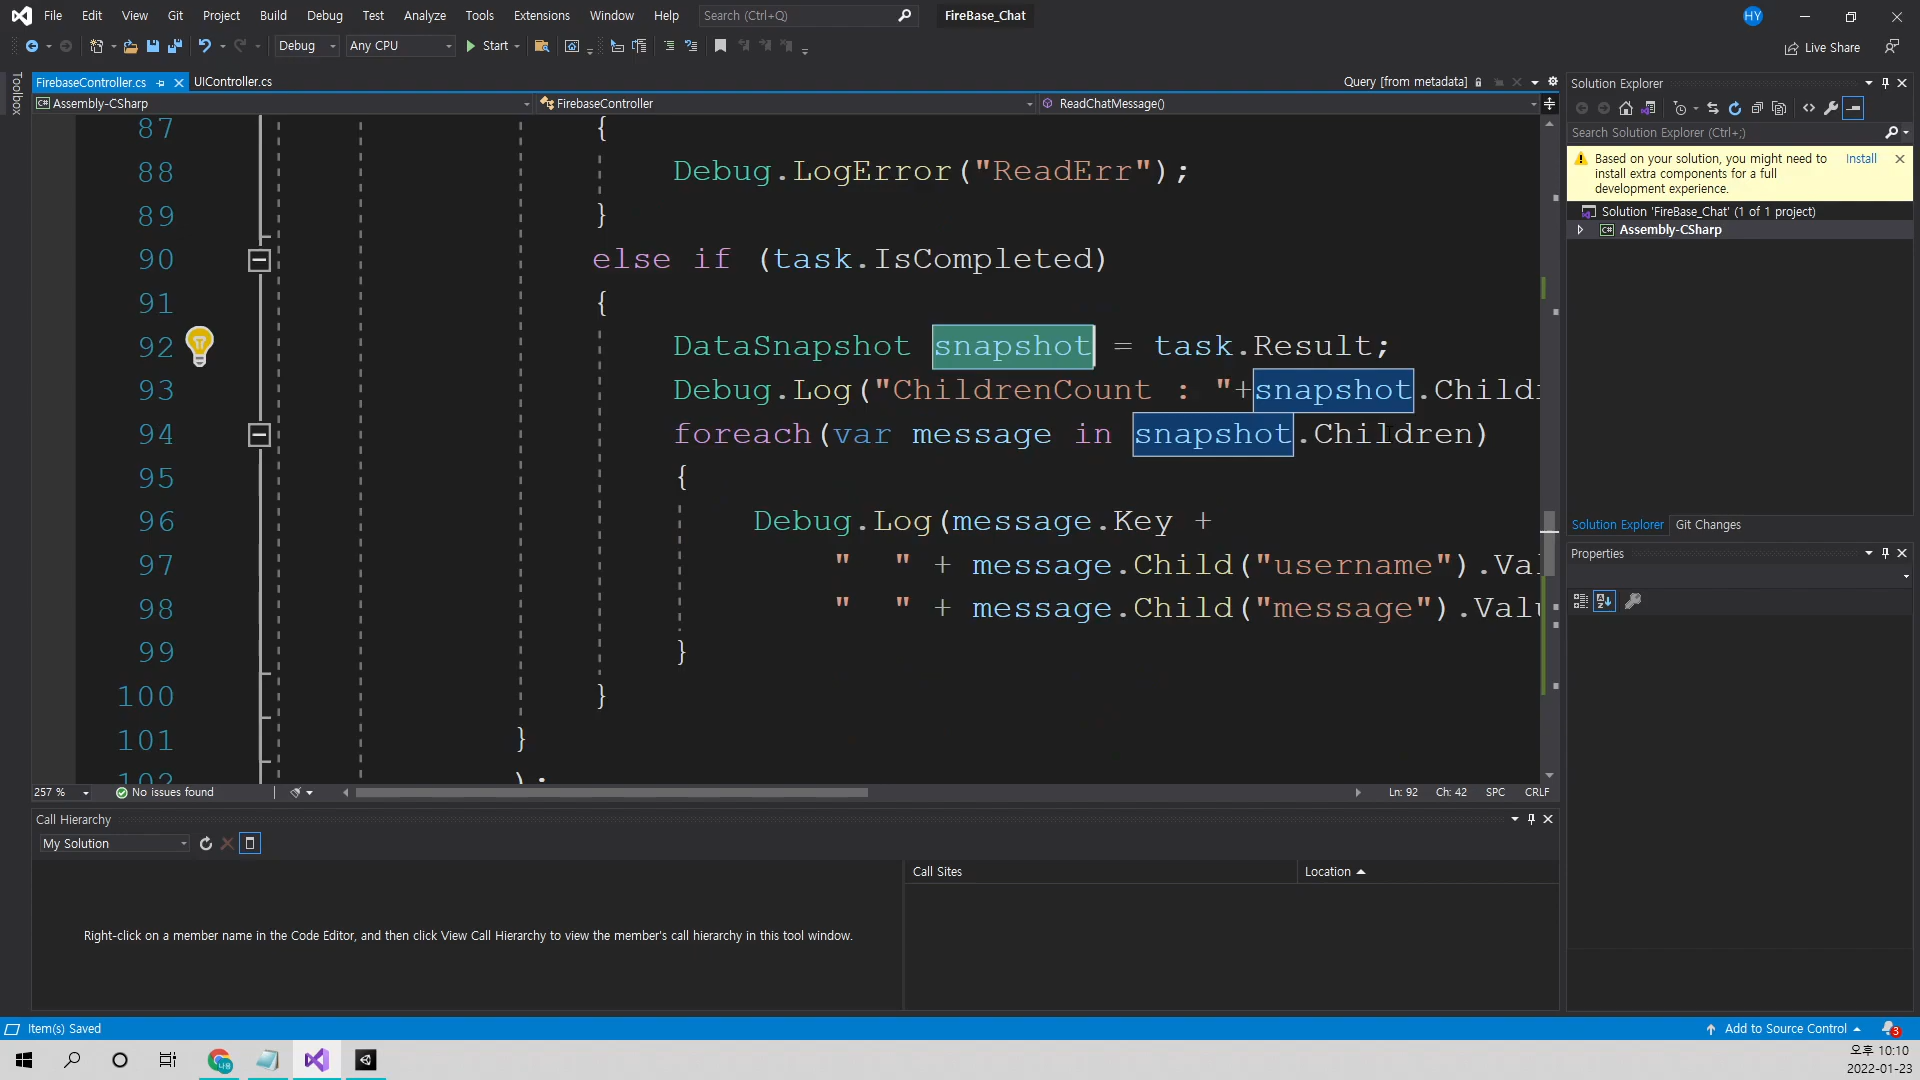 File Edit View Git Project Build Debug Test Analyze Tools Extensions Window Help Search (Ctrl+Q) FireBase_Chat HY
Debug Any CPU Start Live Share
Toolbox
FirebaseController.cs UIController.cs Query [from metadata]
Assembly-CSharp FirebaseController ReadChatMessage()
87 {
88 Debug.LogError("ReadErr");
89 }
90 else if (task.IsCompleted)
91 {
92 DataSnapshot snapshot = task.Result;
93 Debug.Log("ChildrenCount : "+snapshot.Childr
94 foreach(var message in snapshot.Children)
95 {
96 Debug.Log(message.Key +
97 "  " + message.Child("username").Val
98 "  " + message.Child("message").Valu
99 }
100 }
101 }
102 );
257 % No issues found Ln: 92 Ch: 42 SPC CRLF
Call Hierarchy
My Solution
Call Sites Location
Right-click on a member name in the Code Editor, and then click View Call Hierarchy to view the member's call hierarchy in this tool window.
Solution Explorer
Search Solution Explorer (Ctrl+;)
Based on your solution, you might need to Install
install extra components for a full
development experience.
Solution 'FireBase_Chat' (1 of 1 project)
C# Assembly-CSharp
Solution Explorer Git Changes
Properties
Item(s) Saved Add to Source Control 3
오후 10:10
2022-01-23